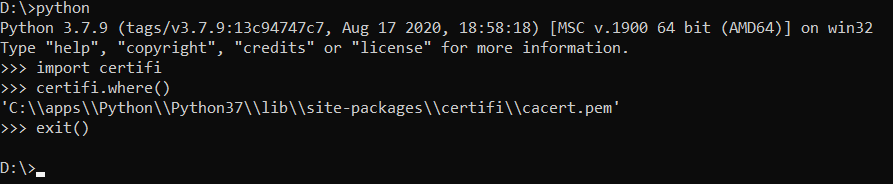 D:\>python
Python 3.7.9 (tags/v3.7.9:13c94747c7, Aug 17 2020, 18:58:18) [MSC v.1900 64 bit (AMD64)] on win32
Type "help", "copyright", "credits" or "license" for more information.
>>> import certifi
>>> certifi.where()
'C:\\apps\\Python\\Python37\\lib\\site-packages\\certifi\\cacert.pem'
>>> exit()
D:\>